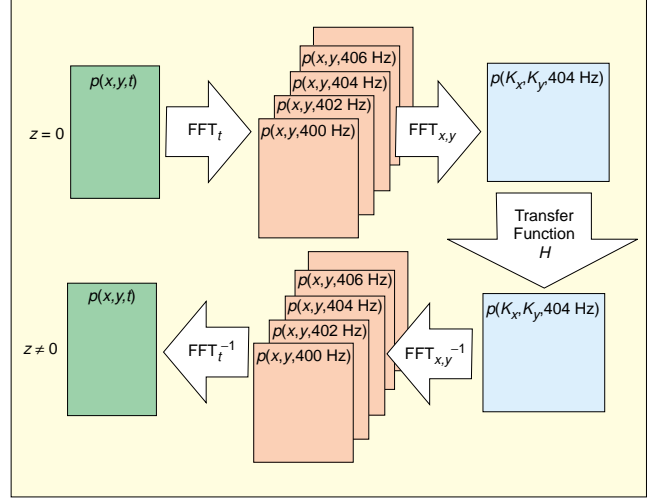 z = 0
p(x,y,t)
FFTₜ
p(x,y,406 Hz)
p(x,y,404 Hz)
p(x,y,402 Hz)
p(x,y,400 Hz)
FFTx,y
p(Kx,Ky,404 Hz)
Transfer
Function
H
z ≠ 0
p(x,y,t)
FFTₜ⁻¹
p(x,y,406 Hz)
p(x,y,404 Hz)
p(x,y,402 Hz)
p(x,y,400 Hz)
FFTx,y⁻¹
p(Kx,Ky,404 Hz)